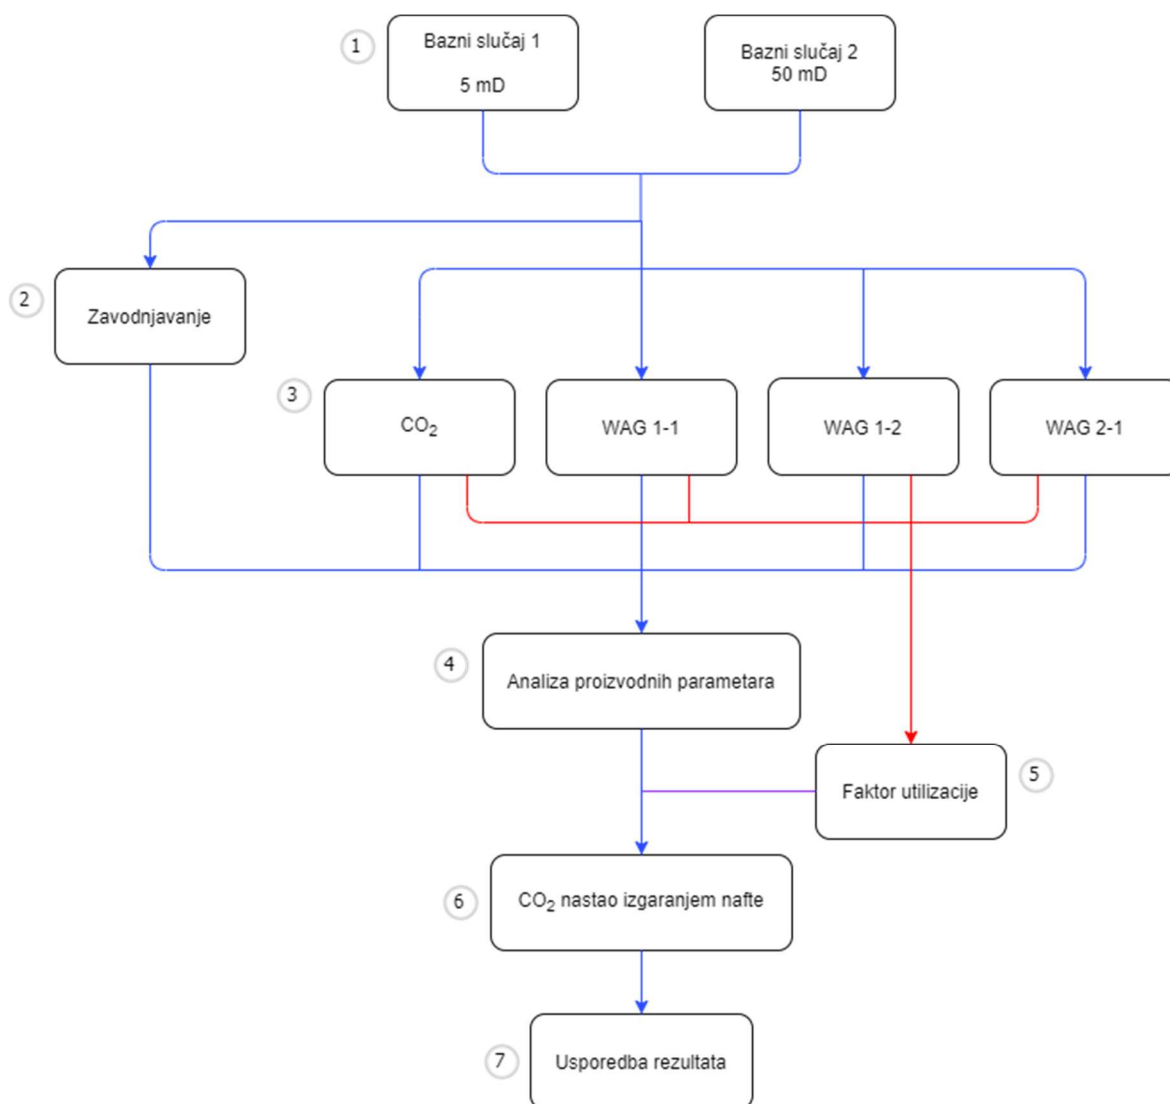 1
Bazni slučaj 1
5 mD
Bazni slučaj 2
50 mD
2
Zavodnjavanje
3
CO₂
WAG 1-1
WAG 1-2
WAG 2-1
4
Analiza proizvodnih parametara
Faktor utilizacije
5
6
CO₂ nastao izgaranjem nafte
7
Usporedba rezultata